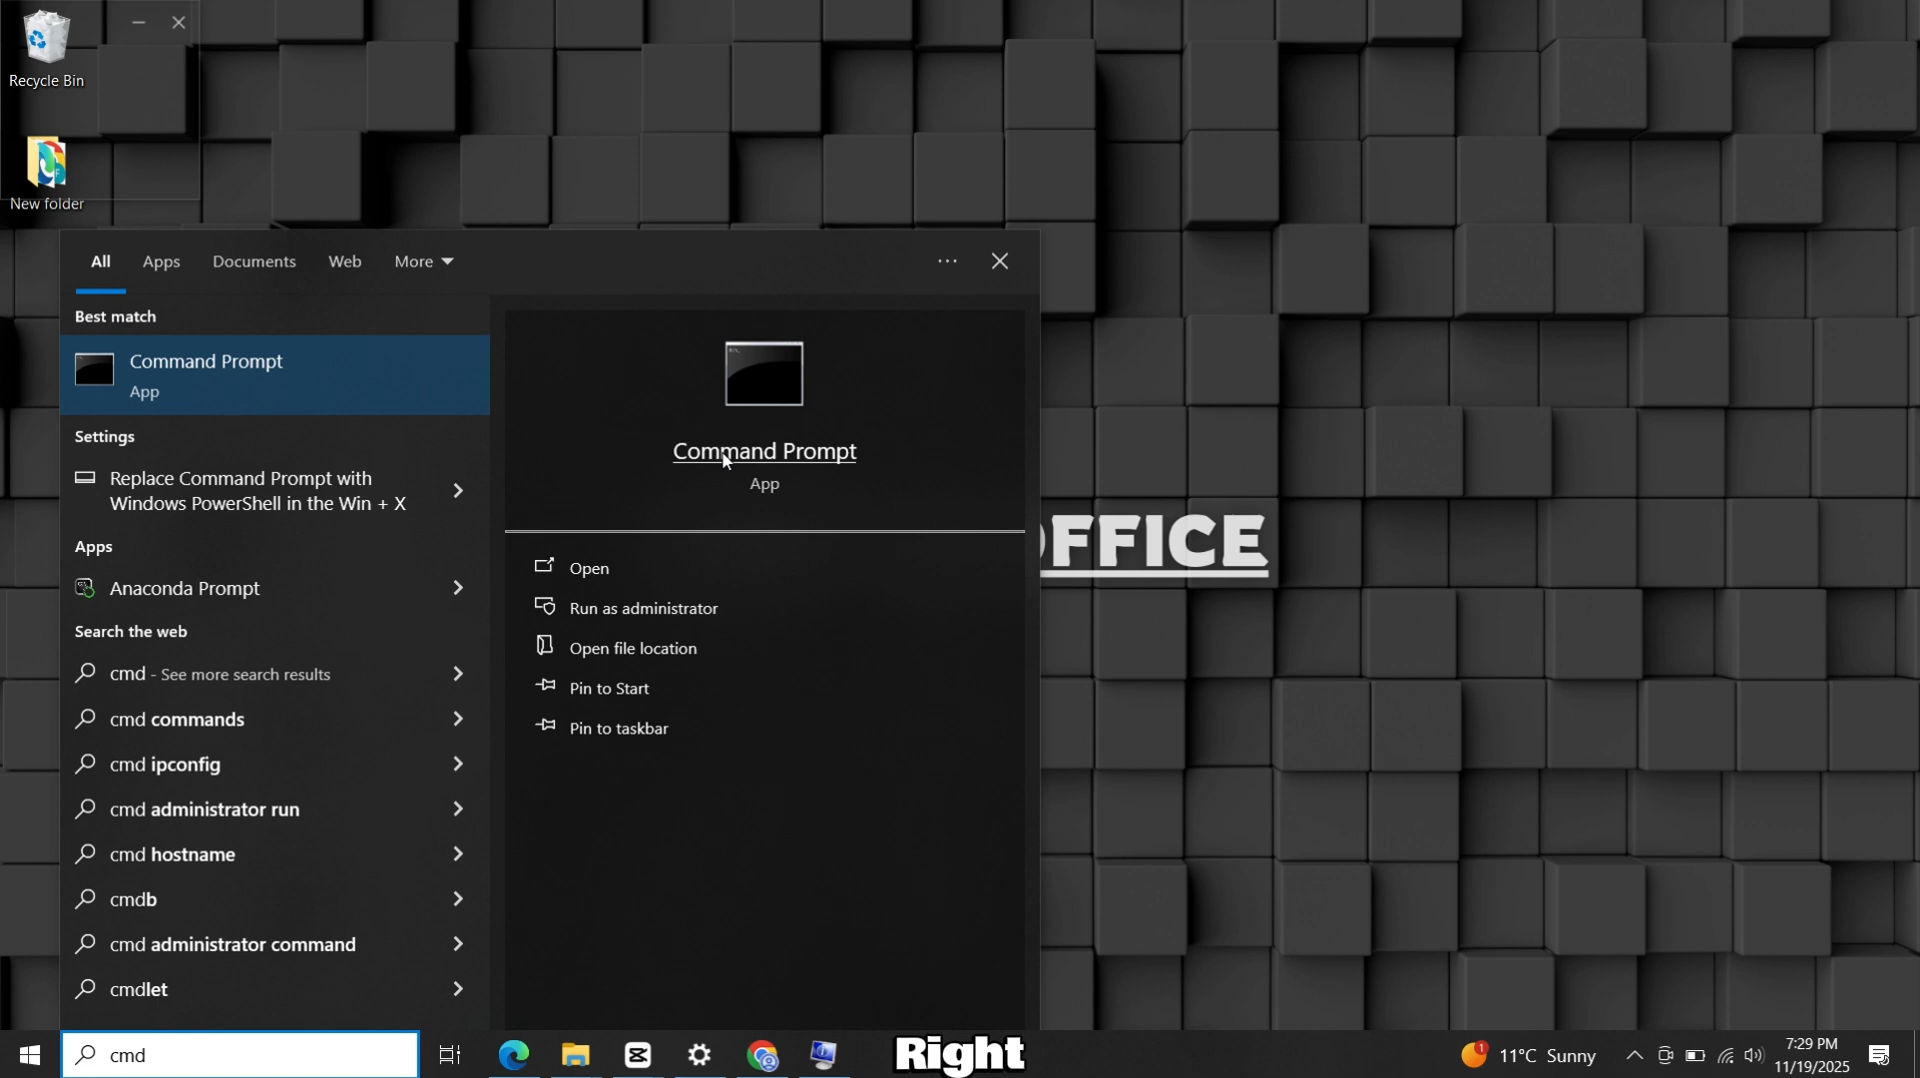 Recycle Bin
New folder
All Apps Documents Web More
Best match
Command Prompt
App
Settings
Replace Command Prompt with
Windows PowerShell in the Win + X
Apps
Anaconda Prompt
Search the web
cmd - See more search results
cmd commands
cmd ipconfig
cmd administrator run
cmd hostname
cmdb
cmd administrator command
cmdlet
Command Prompt
App
Open
Run as administrator
Open file location
Pin to Start
Pin to taskbar
OFFICE
cmd
Right
1
11°C Sunny
7:29 PM
11/19/2025